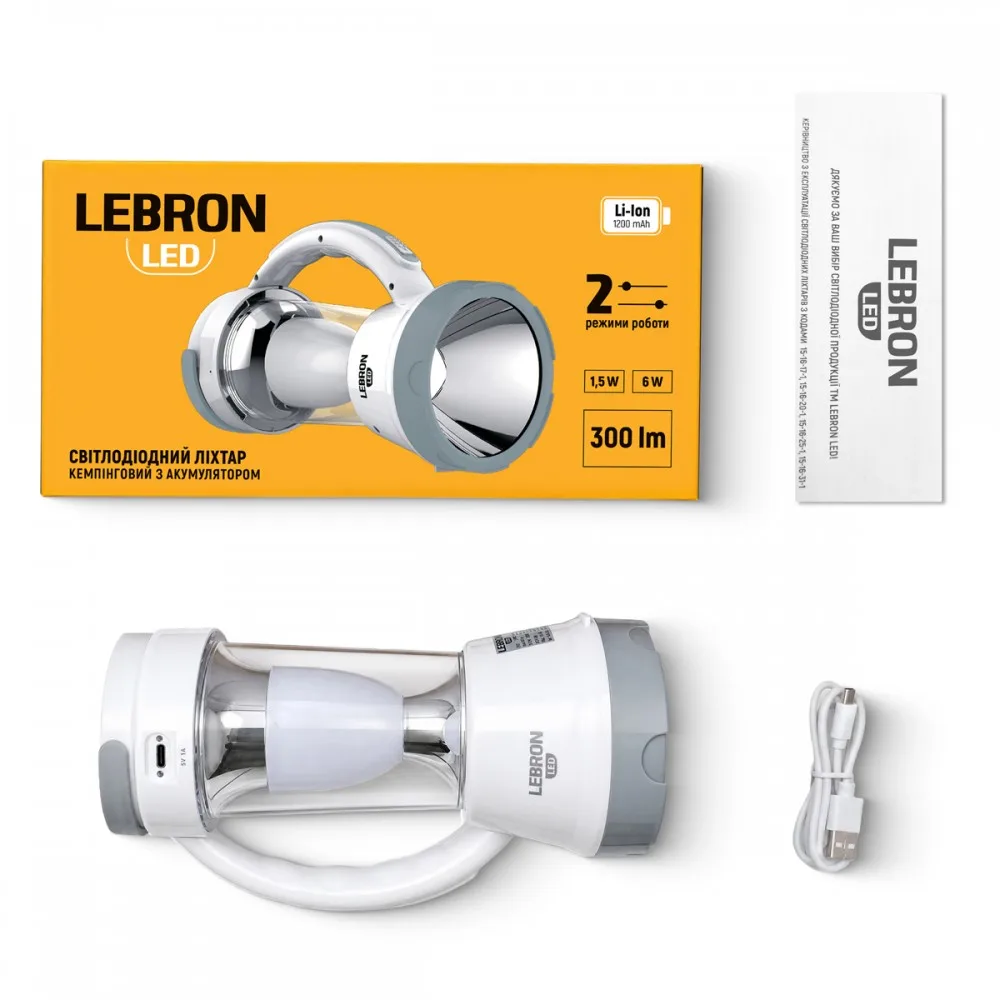 LEBRON
LED
Li-Ion
1200 mAh
2
режими роботи
1,5 W
6 W
300 lm
LEBRON
LED
СВІТЛОДІОДНИЙ ЛІХТАР
КЕМПІНГОВИЙ З АКУМУЛЯТОРОМ
LEBRON
LED
ДЯКУЄМО ЗА ВАШ ВИБІР СВІТЛОДІОДНОЇ ПРОДУКЦІЇ ТМ LEBRON LED!
КЕРІВНИЦТВО З ЕКСПЛУАТАЦІЇ СВІТЛОДІОДНИХ ЛІХТАРІВ З КОДАМИ 15-16-17-1, 15-16-20-1, 15-18-25-1, 15-16-31-1
5V 1A
LEBRON
LED
LEBRON